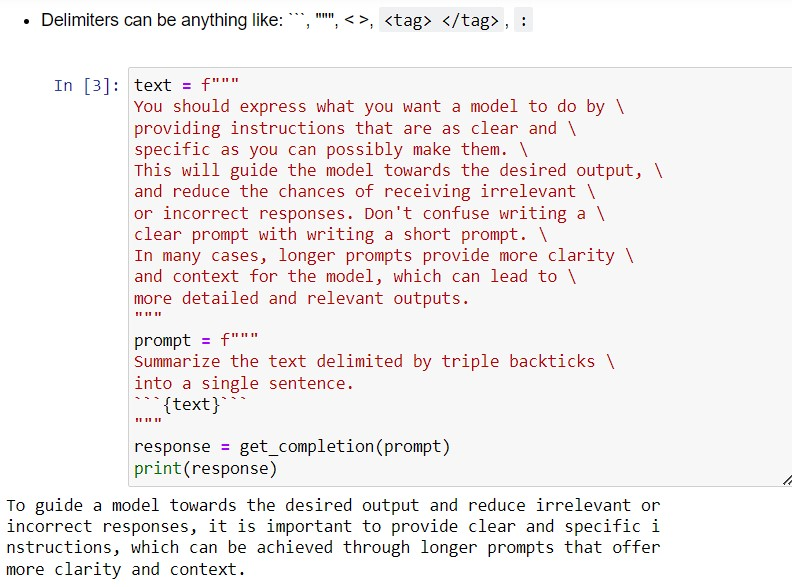 • Delimiters can be anything like: ```, """, < >, <tag> </tag> , :
In [3]: text = f"""
You should express what you want a model to do by \
providing instructions that are as clear and \
specific as you can possibly make them. \
This will guide the model towards the desired output, \
and reduce the chances of receiving irrelevant \
or incorrect responses. Don't confuse writing a \
clear prompt with writing a short prompt. \
In many cases, longer prompts provide more clarity \
and context for the model, which can lead to \
more detailed and relevant outputs.
"""
prompt = f"""
Summarize the text delimited by triple backticks \
into a single sentence.
```{text}```
"""
response = get_completion(prompt)
print(response)
To guide a model towards the desired output and reduce irrelevant or
incorrect responses, it is important to provide clear and specific i
nstructions, which can be achieved through longer prompts that offer
more clarity and context.